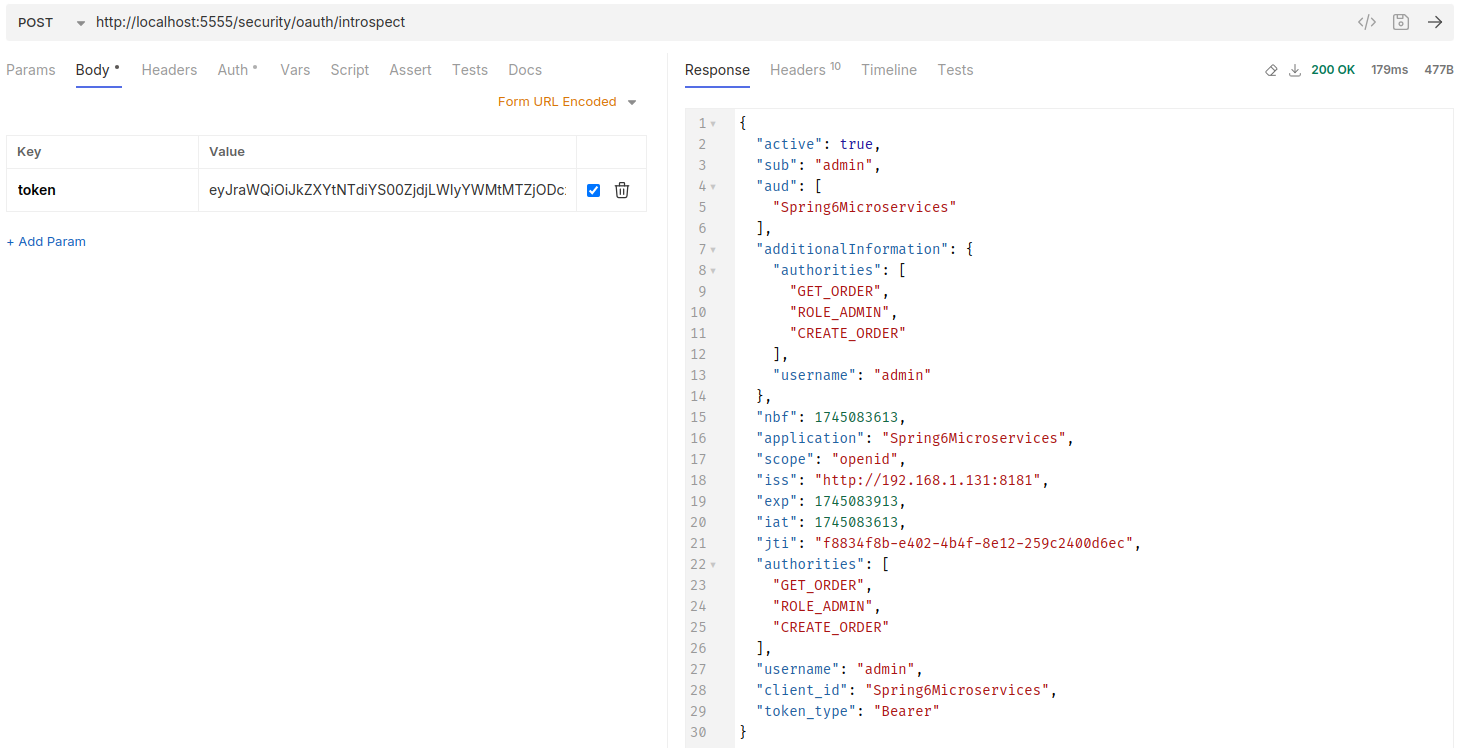 POST http://localhost:5555/security/oauth/introspect
Params Body Headers Auth Vars Script Assert Tests Docs
Form URL Encoded
Key Value
token eyJraWQiOiJkZXYtNTdiYS00ZjdjLWIyYWMtMTZjODc
+ Add Param
Response Headers 10 Timeline Tests 200 OK 179ms 477B
1 {
2 "active": true,
3 "sub": "admin",
4 "aud": [
5 "Spring6Microservices"
6 ],
7 "additionalInformation": {
8 "authorities": [
9 "GET_ORDER",
10 "ROLE_ADMIN",
11 "CREATE_ORDER"
12 ],
13 "username": "admin"
14 },
15 "nbf": 1745083613,
16 "application": "Spring6Microservices",
17 "scope": "openid",
18 "iss": "http://192.168.1.131:8181",
19 "exp": 1745083913,
20 "iat": 1745083613,
21 "jti": "f8834f8b-e402-4b4f-8e12-259c2400d6ec",
22 "authorities": [
23 "GET_ORDER",
24 "ROLE_ADMIN",
25 "CREATE_ORDER"
26 ],
27 "username": "admin",
28 "client_id": "Spring6Microservices",
29 "token_type": "Bearer"
30 }